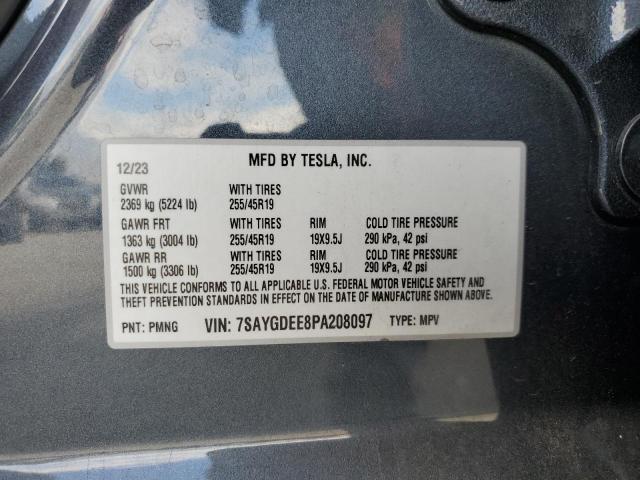 12/23 MFD BY TESLA, INC.
GVWR WITH TIRES
2369 kg (5224 lb) 255/45R19
GAWR FRT WITH TIRES RIM COLD TIRE PRESSURE
1363 kg (3004 lb) 255/45R19 19X9.5J 290 kPa, 42 psi
GAWR RR WITH TIRES RIM COLD TIRE PRESSURE
1500 kg (3306 lb) 255/45R19 19X9.5J 290 kPa, 42 psi
THIS VEHICLE CONFORMS TO ALL APPLICABLE U.S. FEDERAL MOTOR VEHICLE SAFETY AND
THEFT PREVENTION STANDARDS IN EFFECT ON THE DATE OF MANUFACTURE SHOWN ABOVE.
PNT: PMNG VIN: 7SAYGDEE8PA208097 TYPE: MPV